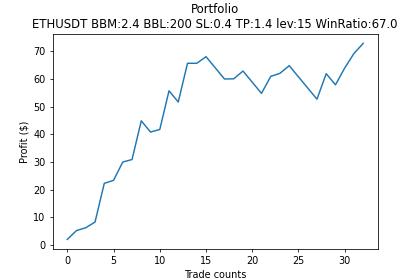 Portfolio
ETHUSDT BBM:2.4 BBL:200 SL:0.4 TP:1.4 lev:15 WinRatio:67.0
70
60
50
40
30
20
10
0
Profit ($)
0 5 10 15 20 25 30
Trade counts